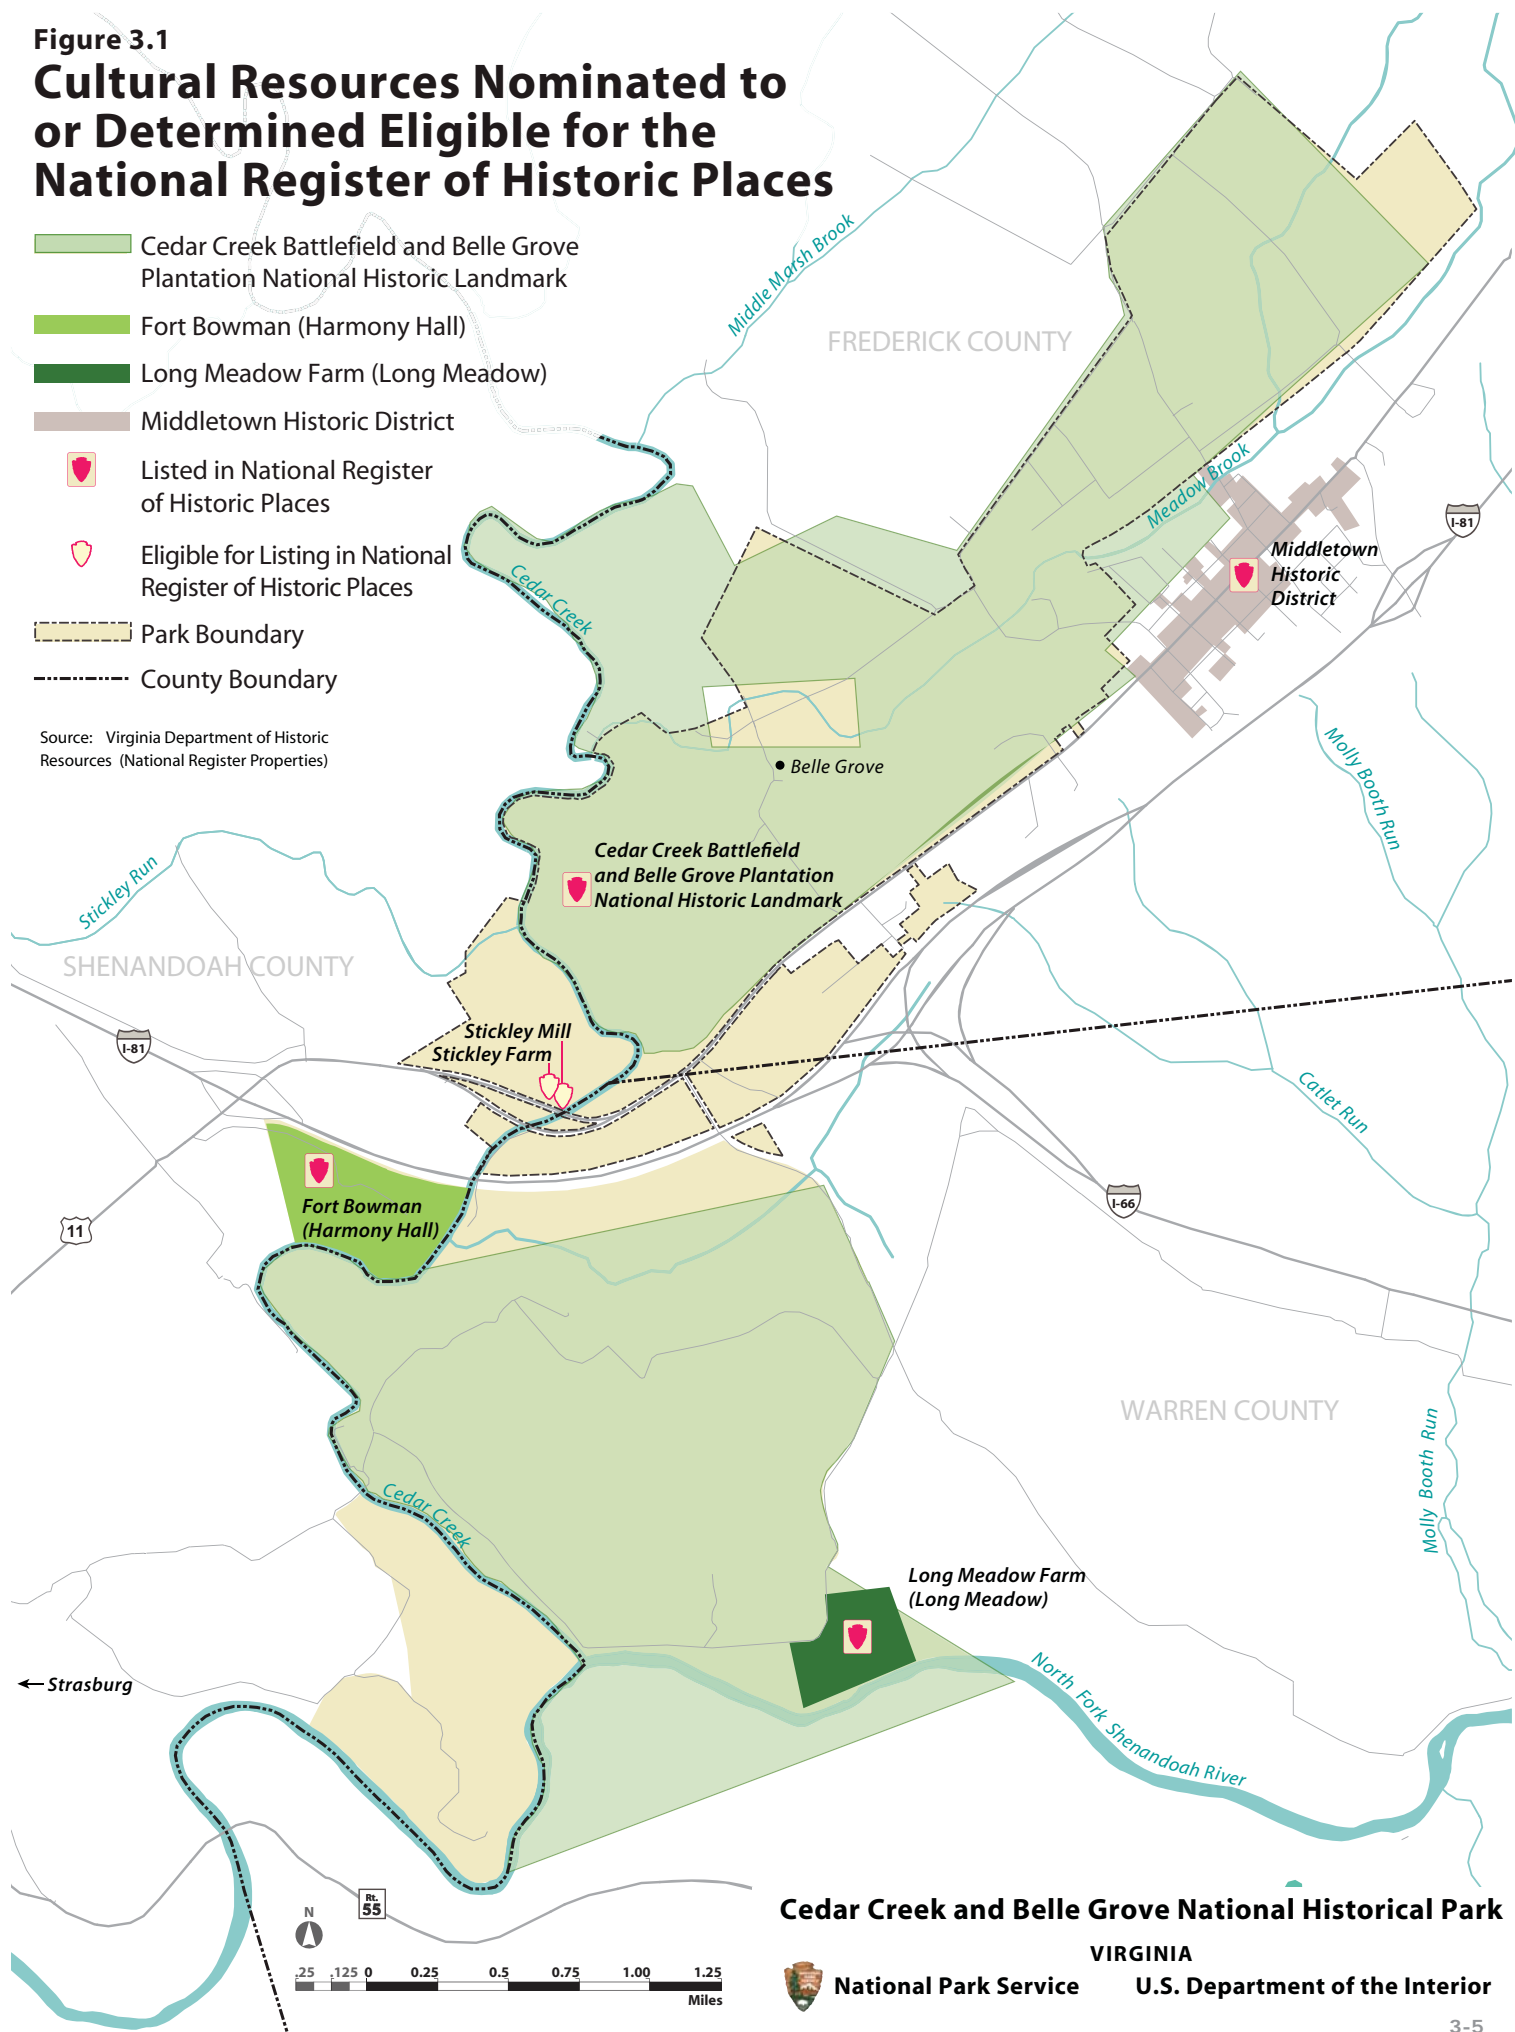 Figure 3.1
Cultural Resources Nominated to
or Determined Eligible for the
National Register of Historic Places
Cedar Creek Battlefield and Belle Grove
Plantation National Historic Landmark
Fort Bowman (Harmony Hall)
Long Meadow Farm (Long Meadow)
Middletown Historic District
Listed in National Register
of Historic Places
Eligible for Listing in National
Register of Historic Places
Park Boundary
County Boundary
Source: Virginia Department of Historic
Resources (National Register Properties)
Middle Marsh Brook
FREDERICK COUNTY
Meadow Brook
I-81
Middletown
Historic
District
Cedar Creek
Belle Grove
Molly Booth Run
Cedar Creek Battlefield
and Belle Grove Plantation
National Historic Landmark
Stickley Run
SHENANDOAH COUNTY
Stickley Mill
Stickley Farm
I-81
Catlet Run
Fort Bowman
(Harmony Hall)
I-66
11
WARREN COUNTY
Molly Booth Run
Cedar Creek
Long Meadow Farm
(Long Meadow)
Strasburg
North Fork Shenandoah River
Rt.
55
N
.25 .125 0 0.25 0.5 0.75 1.00 1.25
Miles
Cedar Creek and Belle Grove National Historical Park
VIRGINIA
National Park Service U.S. Department of the Interior
3-5